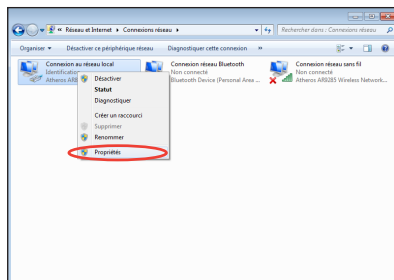 « Réseau et Internet ▸ Connexions réseau ▸
Rechercher dans : Connexions réseau
Organiser ▾ Désactiver ce périphérique réseau Diagnostiquer cette connexion »
Connexion au réseau local
Identification
Atheros AR8
Connexion réseau Bluetooth
Non connecté
Bluetooth Device (Personal Area ...
Connexion réseau sans fil
Non connecté
Atheros AR9285 Wireless Network...
Désactiver
Statut
Diagnostiquer
Créer un raccourci
Supprimer
Renommer
Propriétés